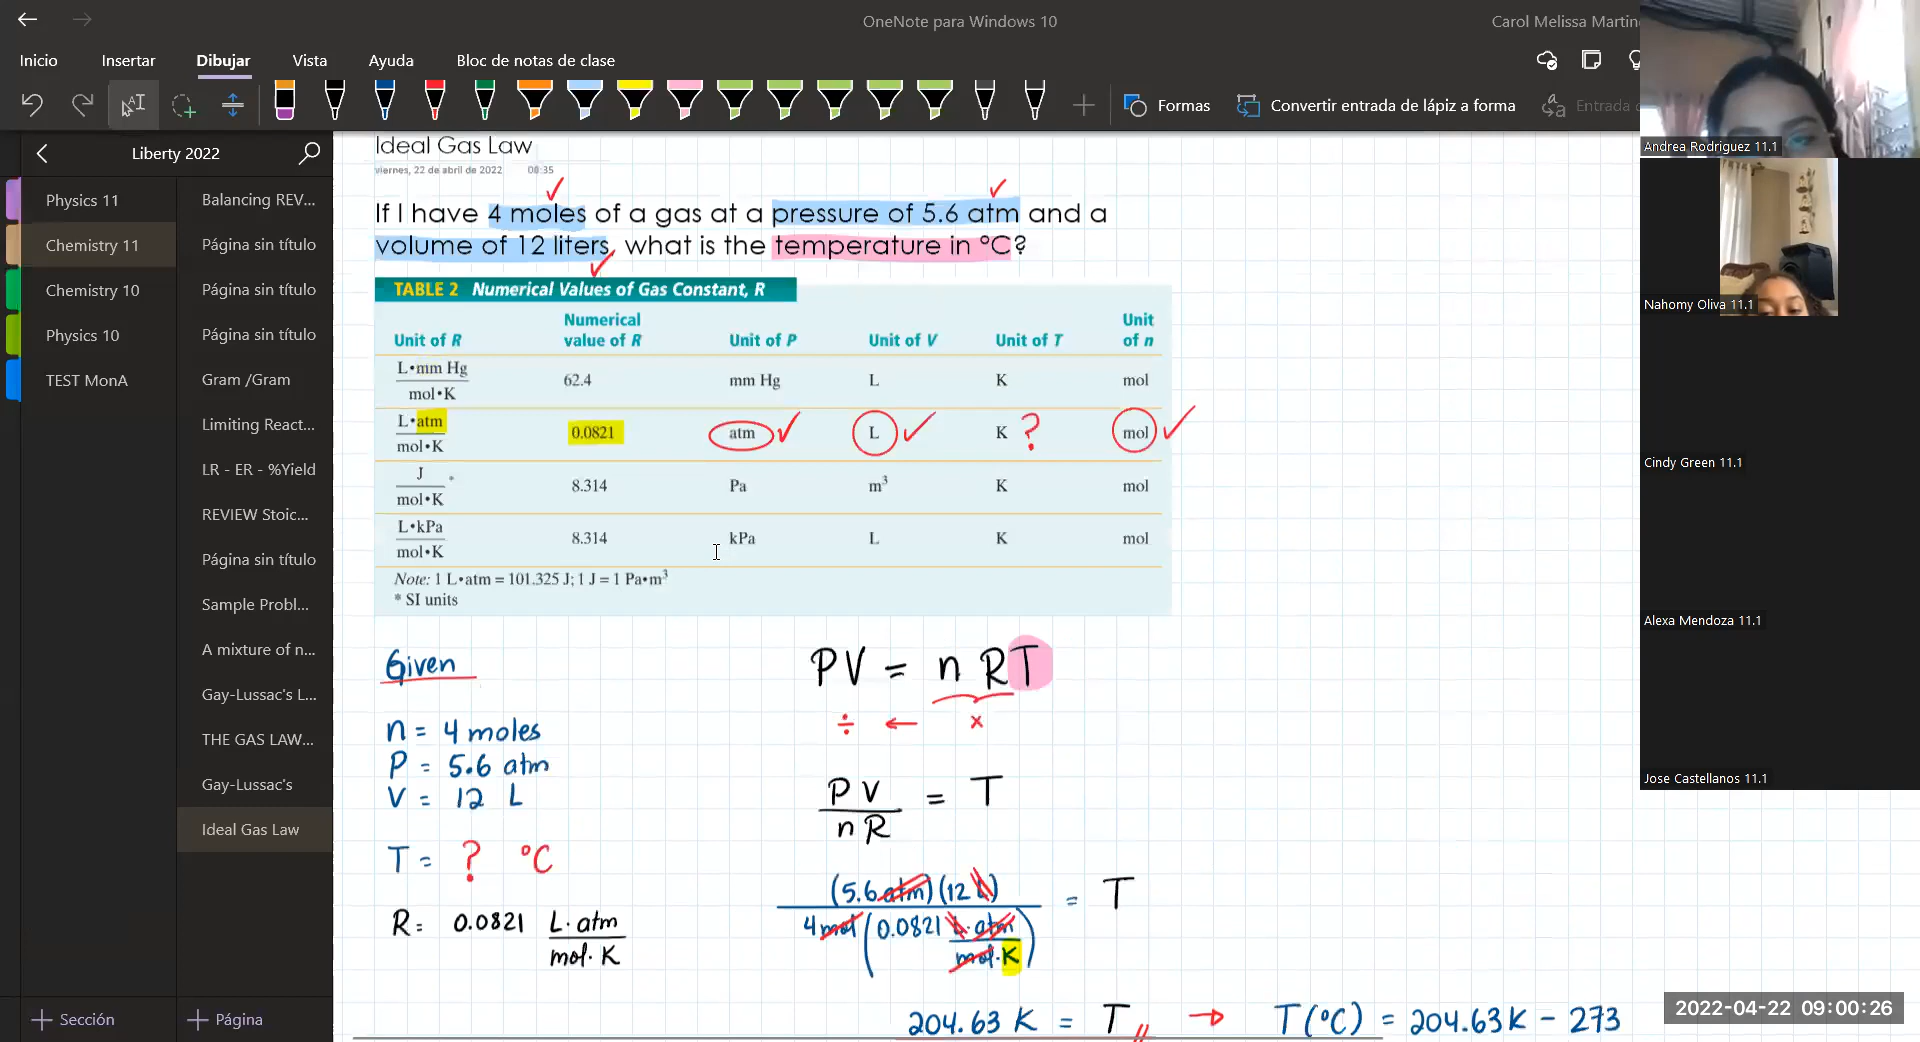 OneNote para Windows 10
Carol Melissa Martin
Inicio
Insertar
Dibujar
Vista
Ayuda
Bloc de notas de clase
Formas
Convertir entrada de lápiz a forma
Entrada
Liberty 2022
Physics 11
Chemistry 11
Chemistry 10
Physics 10
TEST MonA
Balancing REV...
Página sin título
Página sin título
Página sin título
Gram /Gram
Limiting React...
LR - ER - %Yield
REVIEW Stoic...
Página sin título
Sample Probl...
A mixture of n...
Gay-Lussac's L...
THE GAS LAW...
Gay-Lussac's
Ideal Gas Law
Sección
Página
Ideal Gas Law
viernes, 22 de abril de 2022 08:35
If I have 4 moles of a gas at a pressure of 5.6 atm and a
volume of 12 liters, what is the temperature in °C?
TABLE 2 Numerical Values of Gas Constant, R
Unit of R Numerical value of R Unit of P Unit of V Unit of T Unit of n
L•mm Hg / mol•K 62.4 mm Hg L K mol
L•atm / mol•K 0.0821 atm L K ? mol
J / mol•K * 8.314 Pa m³ K mol
L•kPa / mol•K 8.314 kPa L K mol
Note: 1 L•atm = 101.325 J; 1 J = 1 Pa•m³
* SI units
Given
n = 4 moles
P = 5.6 atm
V = 12 L
T = ? °C
R = 0.0821 L·atm / mol·K
PV = nRT
÷ ← x
PV / nR = T
(5.6 atm)(12 L) / 4 mol (0.0821 L·atm / mol·K) = T
204.63 K = T → T(°C) = 204.63 K - 273
Andrea Rodriguez 11.1
Nahomy Oliva 11.1
Cindy Green 11.1
Alexa Mendoza 11.1
Jose Castellanos 11.1
2022-04-22 09:00:26